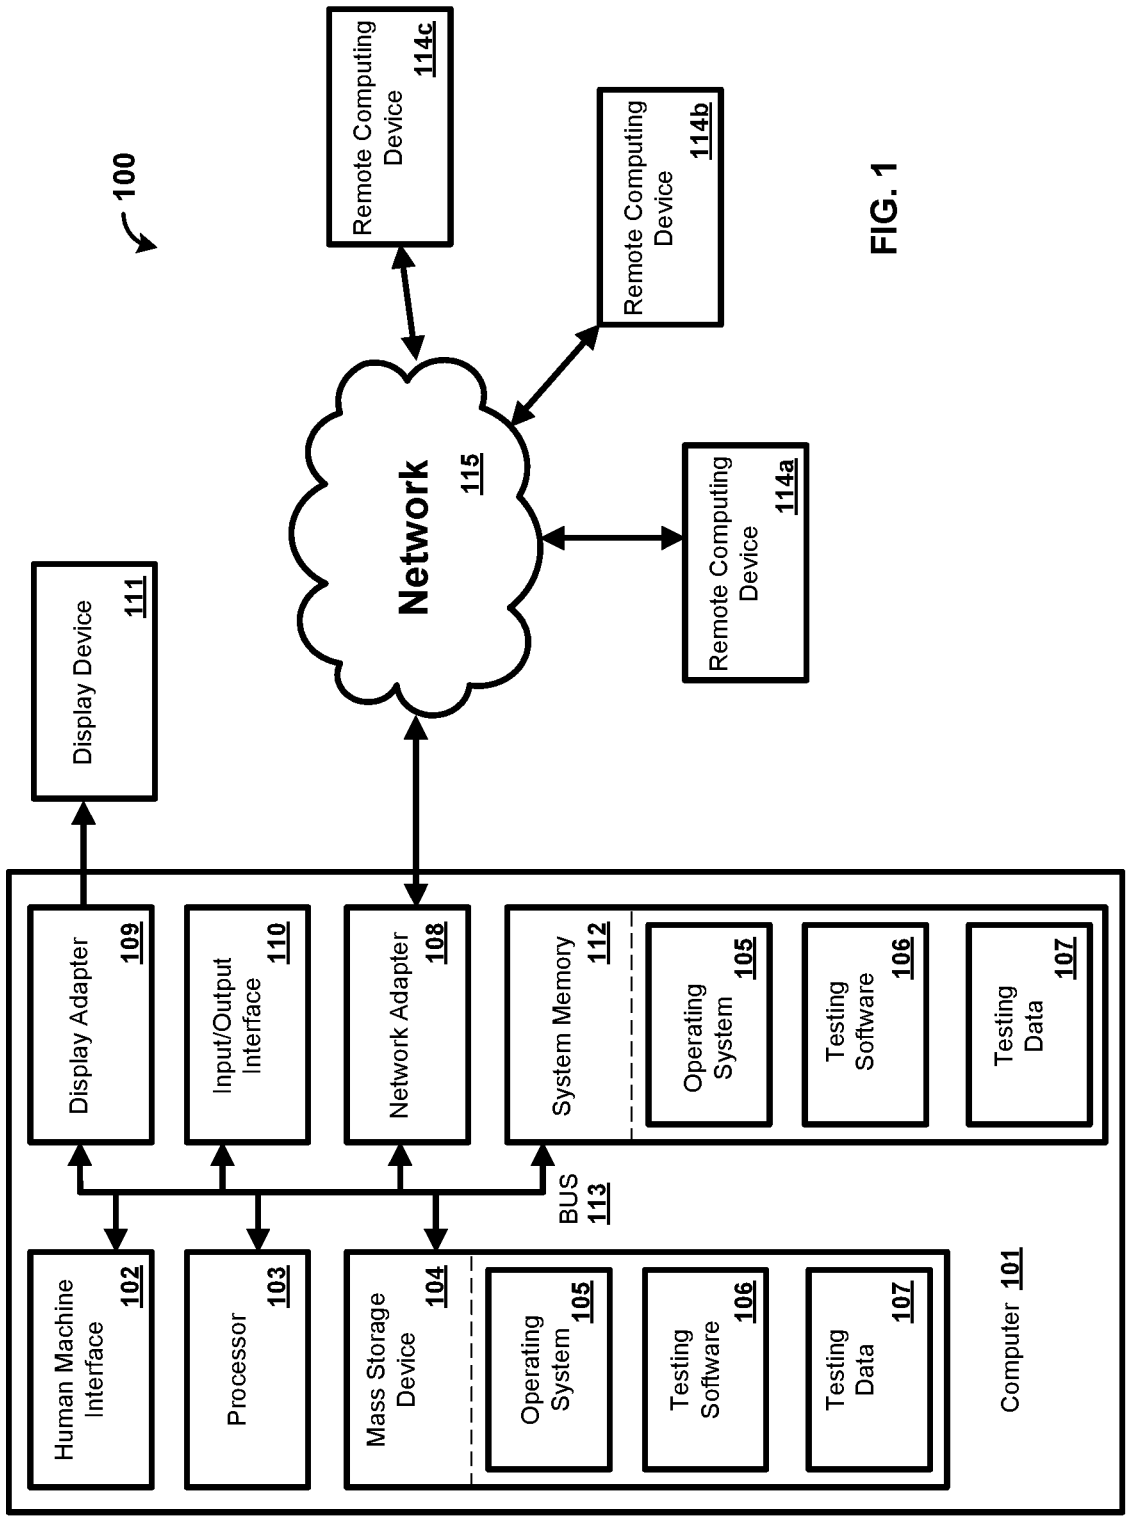 100
Human Machine
Interface
102
Processor
103
Mass Storage
Device
104
Operating
System
105
Testing
Software
106
Testing
Data
107
Computer 101
BUS
113
Display Adapter
109
Input/Output
Interface
110
Network Adapter
108
System Memory
112
Operating
System
105
Testing
Software
106
Testing
Data
107
Display Device
111
Network
115
Remote Computing
Device
114a
Remote Computing
Device
114b
Remote Computing
Device
114c
FIG. 1